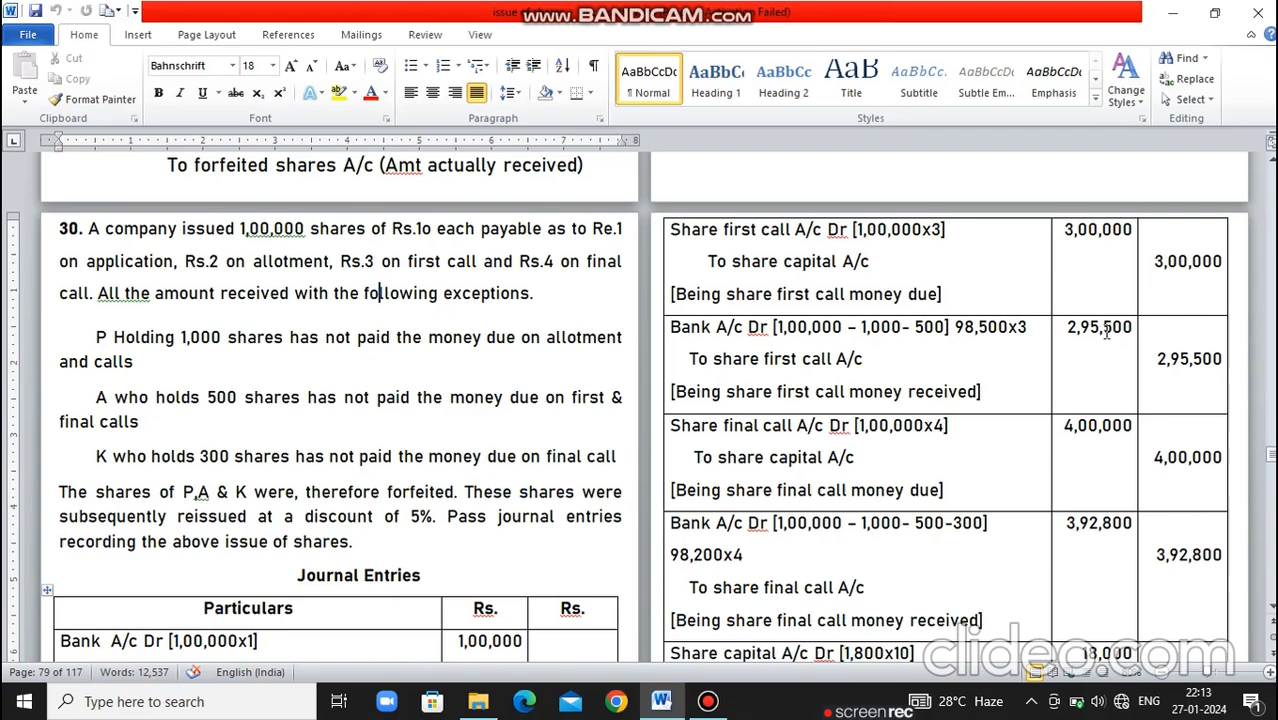 issue of
www.BANDICAM.com
Activation Failed)
File
Home
Insert
Page Layout
References
Mailings
Review
View
Cut
Copy
Format Painter
Paste
Clipboard
Bahnschrift
18
Font
Paragraph
AaBbCcDc
¶ Normal
AaBbC
Heading 1
AaBbCc
Heading 2
AaB
Title
AaBbCcI
Subtitle
AaBbCcDc
Subtle Em...
AaBbCcDc
Emphasis
Change Styles
Styles
Find
Replace
Select
Editing
To forfeited shares A/c (Amt actually received)
30. A company issued 1,00,000 shares of Rs.1o each payable as to Re.1
on application, Rs.2 on allotment, Rs.3 on first call and Rs.4 on final
call. All the amount received with the following exceptions.
P Holding 1,000 shares has not paid the money due on allotment
and calls
A who holds 500 shares has not paid the money due on first &
final calls
K who holds 300 shares has not paid the money due on final call
The shares of P,A & K were, therefore forfeited. These shares were
subsequently reissued at a discount of 5%. Pass journal entries
recording the above issue of shares.
Journal Entries
Particulars Rs. Rs.
Bank A/c Dr [1,00,000x1] 1,00,000
Share first call A/c Dr [1,00,000x3] 3,00,000
To share capital A/c 3,00,000
[Being share first call money due]
Bank A/c Dr [1,00,000 – 1,000- 500] 98,500x3 2,95,500
To share first call A/c 2,95,500
[Being share first call money received]
Share final call A/c Dr [1,00,000x4] 4,00,000
To share capital A/c 4,00,000
[Being share final call money due]
Bank A/c Dr [1,00,000 – 1,000- 500-300] 3,92,800
98,200x4 3,92,800
To share final call A/c
[Being share final call money received]
Share capital A/c Dr [1,800x10] 18,000
clideo.com
Page: 79 of 117
Words: 12,537
English (India)
Type here to search
screen rec
28°C Haze
ENG
22:13
27-01-2024